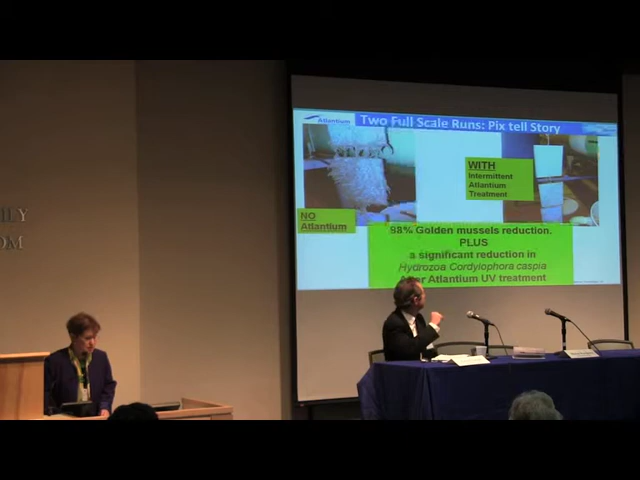 ILY
OM
Atlantium
Two Full Scale Runs: Pix tell Story
WITH
Intermittent
Atlantium
Treatment
NO
Atlantium
98% Golden mussels reduction.
PLUS
a significant reduction in
Hydrozoa Cordylophora caspia
After Atlantium UV treatment